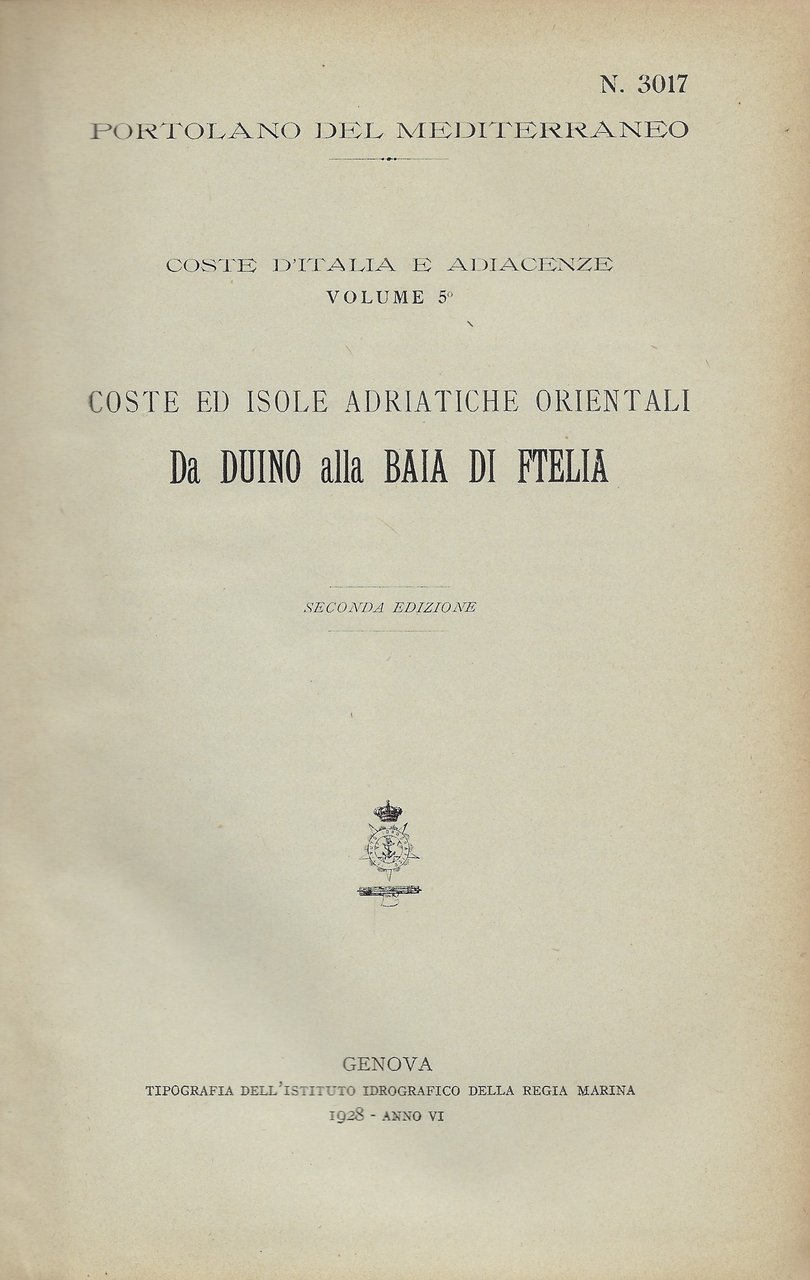 N. 3017
PORTOLANO DEL MEDITERRANEO
COSTE D'ITALIA E ADIACENZE
VOLUME 5º
COSTE ED ISOLE ADRIATICHE ORIENTALI
Da DUINO alla BAIA DI FTELIA
SECONDA EDIZIONE
GENOVA
TIPOGRAFIA DELL'ISTITUTO IDROGRAFICO DELLA REGIA MARINA
1928 - ANNO VI